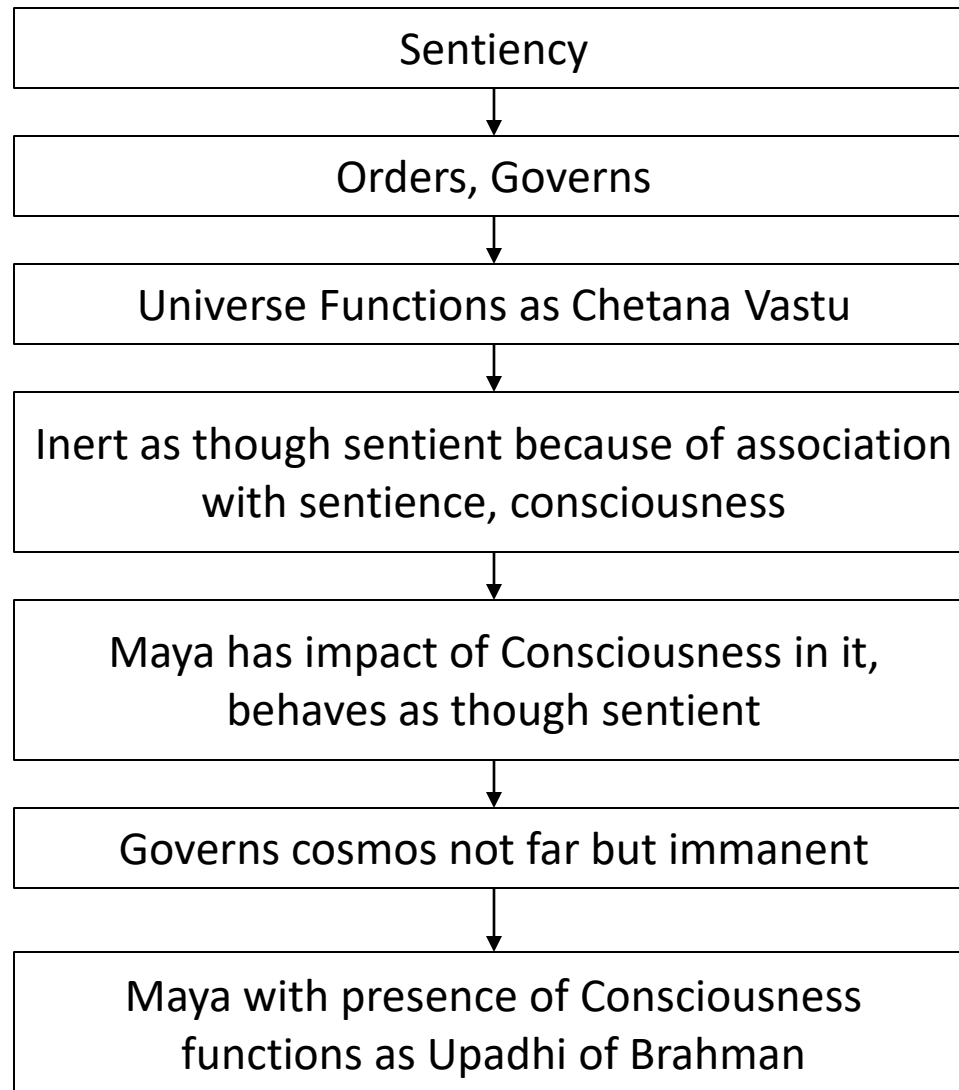 Sentiency
Orders, Governs
Universe Functions as Chetana Vastu
Inert as though sentient because of association
with sentience, consciousness
Maya has impact of Consciousness in it,
behaves as though sentient
Governs cosmos not far but immanent
Maya with presence of Consciousness
functions as Upadhi of Brahman